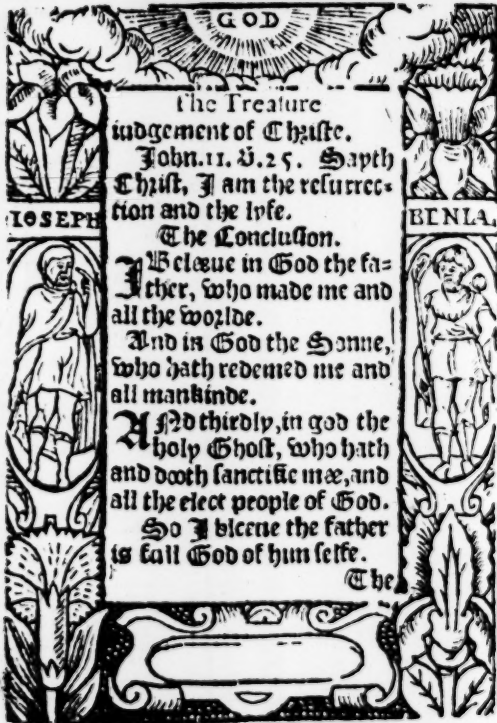 GOD
The Treasure
iudgement of Christe.
John.11. v.25. Sayth
Christ, I am the resurrec=
tion and the lyfe.
The Conclusion.
I Beleeue in God the fa=
ther, who made me and
all the worlde.
And in God the Sonne,
who hath redemed me and
all mankinde.
ANd thirdly, in god the
holy Ghost, who hath
and dooth sanctifie mee, and
all the elect people of God.
So I bleeue the father
is full God of him selfe.
The
IOSEPH
BENIA.